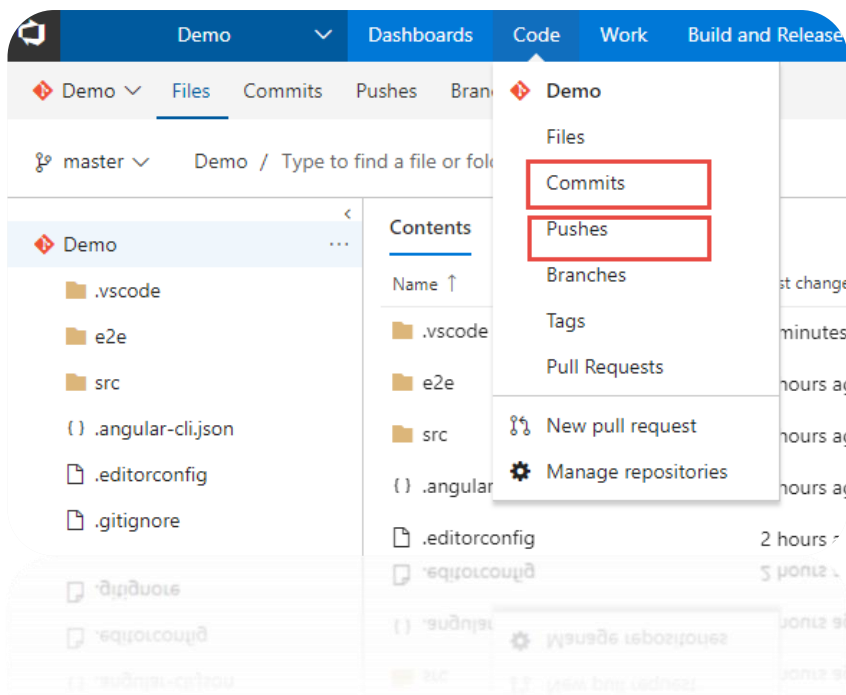 Demo Dashboards Code Work Build and Release
Demo Files Commits Pushes Bran
Demo
Files
master Demo / Type to find a file or fol
Commits
Pushes
Demo ...
Contents
Branches
Name ↑ st change
.vscode
Tags
.vscode minutes
e2e
Pull Requests
e2e hours ag
src
src hours ag
New pull request
{} .angular-cli.json
Manage repositories
{} .angular hours ag
.editorconfig
.gitignore
.editorconfig 2 hours